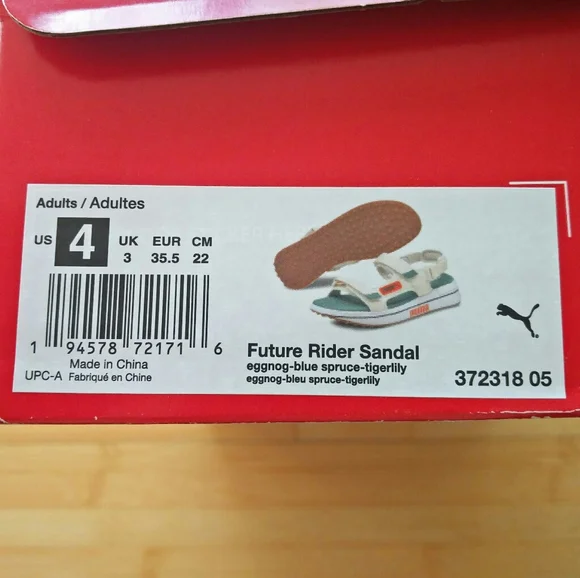 Adults / Adultes
US 4 UK EUR CM
3 35.5 22
1 94578 72171 6
Made in China
UPC-A Fabriqué en Chine
Future Rider Sandal
eggnog-blue spruce-tigerlily
eggnog-bleu spruce-tigerlily
372318 05